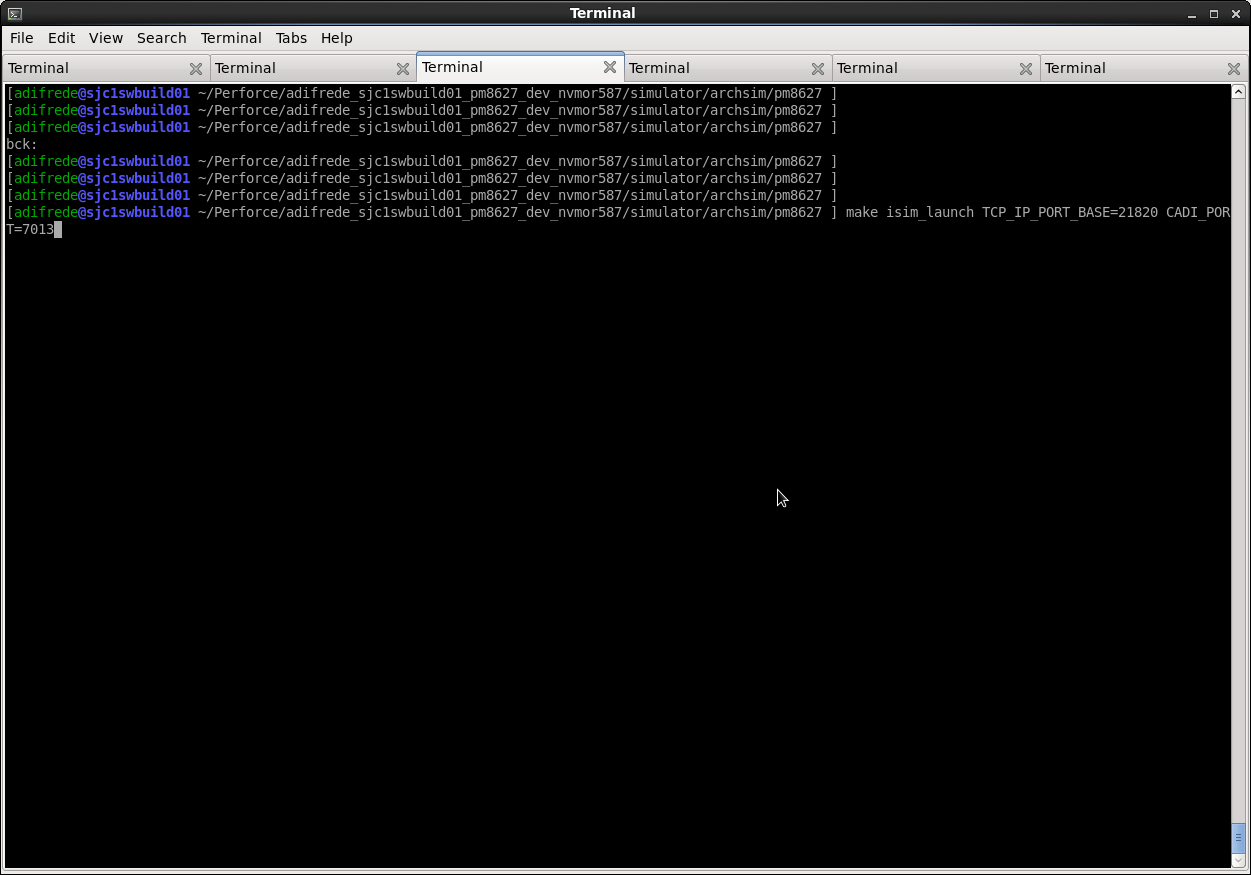 Terminal
File Edit View Search Terminal Tabs Help
Terminal Terminal Terminal Terminal Terminal Terminal
[adifrede@sjc1swbuild01 ~/Perforce/adifrede_sjc1swbuild01_pm8627_dev_nvmor587/simulator/archsim/pm8627 ]
[adifrede@sjc1swbuild01 ~/Perforce/adifrede_sjc1swbuild01_pm8627_dev_nvmor587/simulator/archsim/pm8627 ]
[adifrede@sjc1swbuild01 ~/Perforce/adifrede_sjc1swbuild01_pm8627_dev_nvmor587/simulator/archsim/pm8627 ]
bck:
[adifrede@sjc1swbuild01 ~/Perforce/adifrede_sjc1swbuild01_pm8627_dev_nvmor587/simulator/archsim/pm8627 ]
[adifrede@sjc1swbuild01 ~/Perforce/adifrede_sjc1swbuild01_pm8627_dev_nvmor587/simulator/archsim/pm8627 ]
[adifrede@sjc1swbuild01 ~/Perforce/adifrede_sjc1swbuild01_pm8627_dev_nvmor587/simulator/archsim/pm8627 ]
[adifrede@sjc1swbuild01 ~/Perforce/adifrede_sjc1swbuild01_pm8627_dev_nvmor587/simulator/archsim/pm8627 ] make isim_launch TCP_IP_PORT_BASE=21820 CADI_POR
T=7013